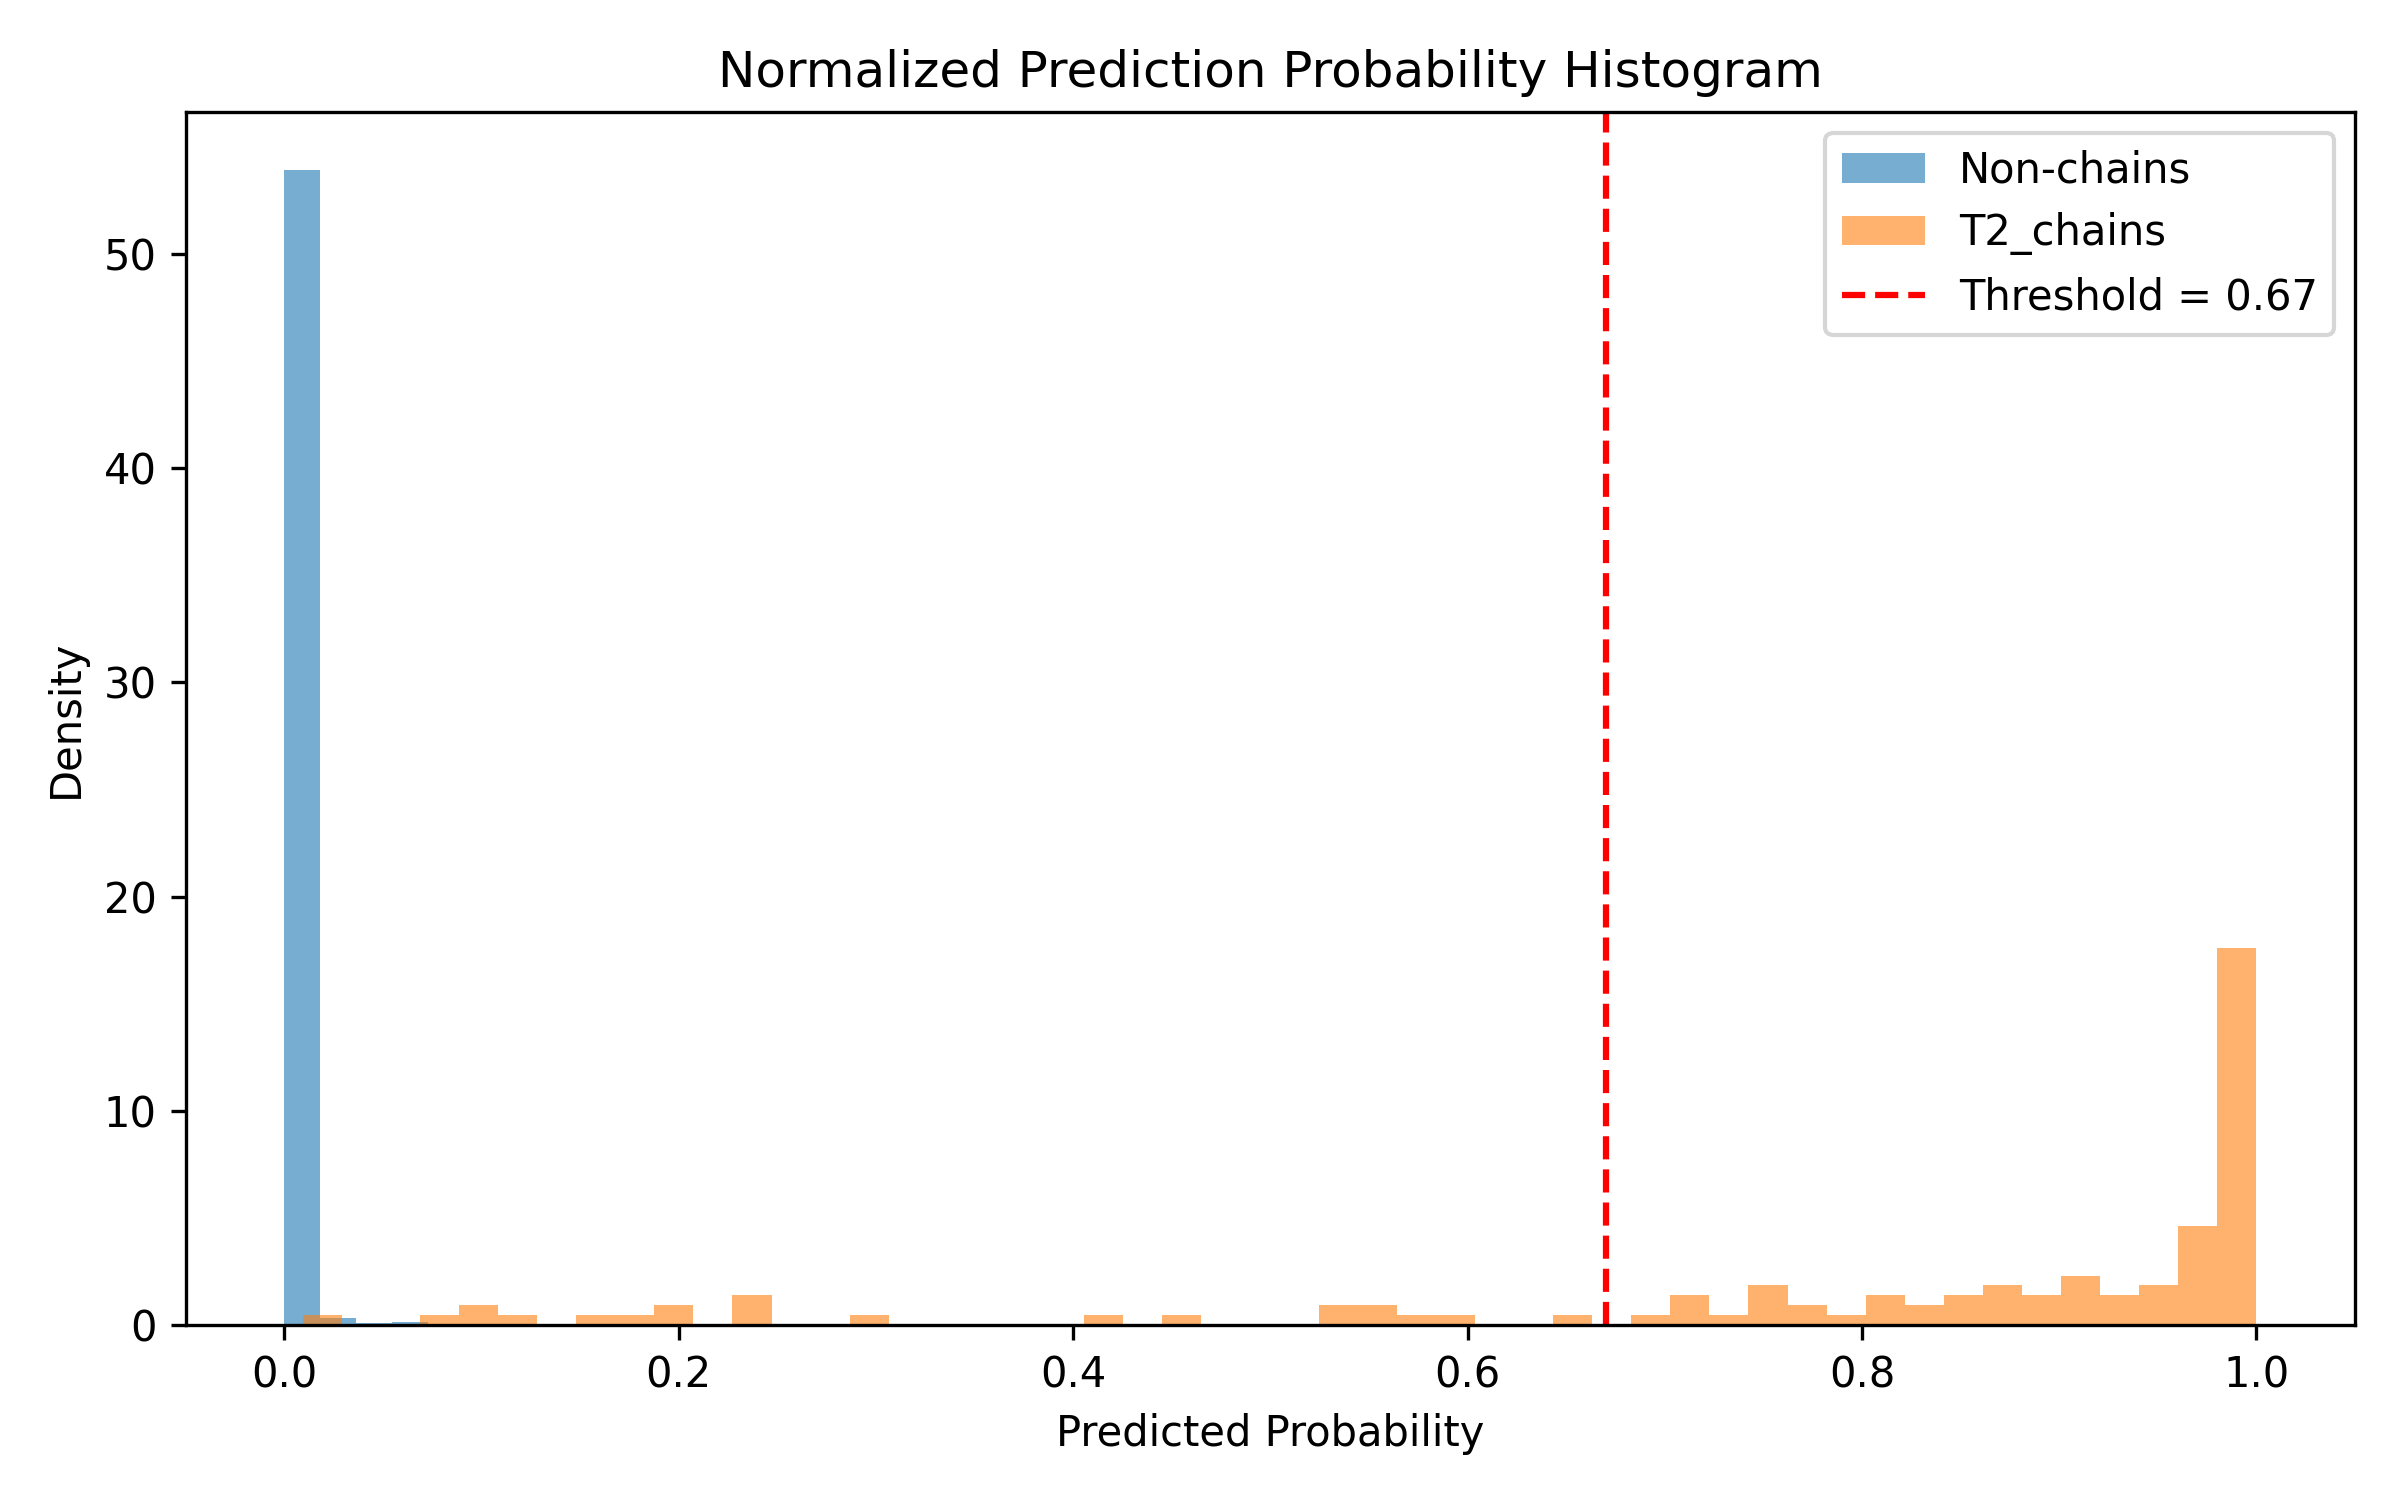 Normalized Prediction Probability Histogram
Non-chains
T2_chains
Threshold = 0.67
Density
50
40
30
20
10
0
0.0 0.2 0.4 0.6 0.8 1.0
Predicted Probability